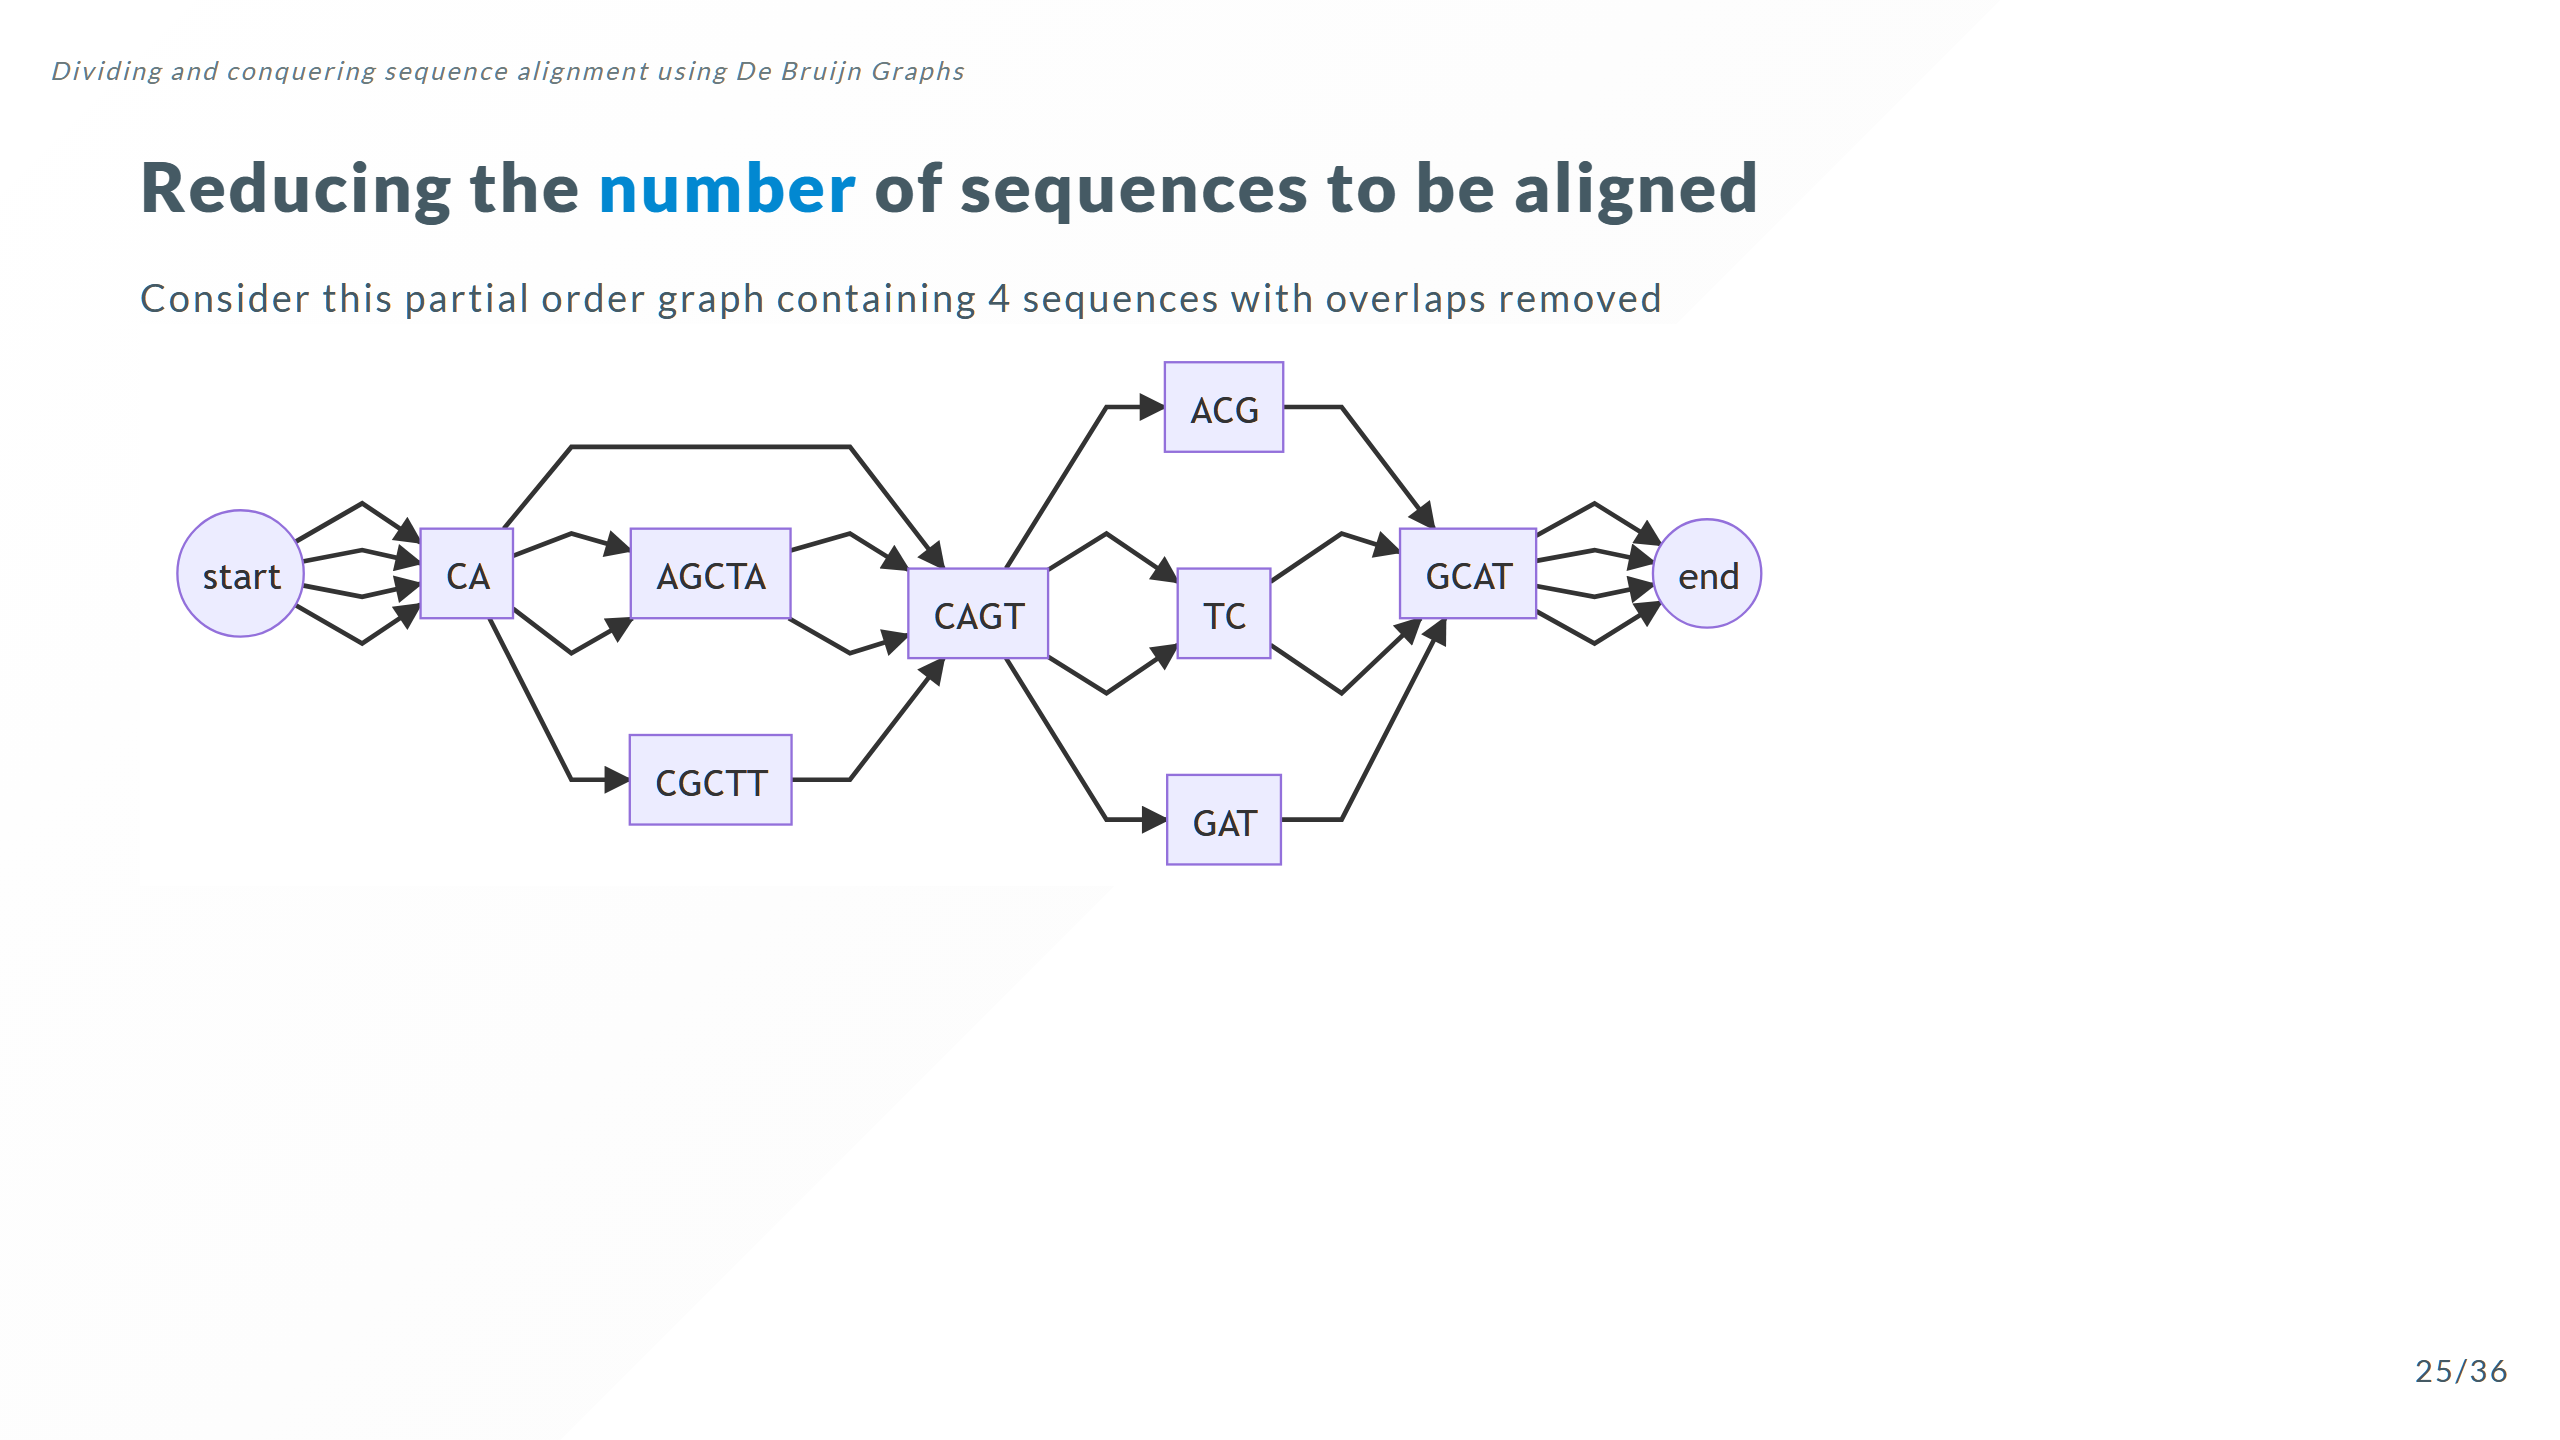 Dividing and conquering sequence alignment using De Bruijn Graphs
Reducing the number of sequences to be aligned
Consider this partial order graph containing 4 sequences with overlaps removed
ACG
start
CA
AGCTA
CAGT
TC
GCAT
end
CGCTT
GAT
25/36